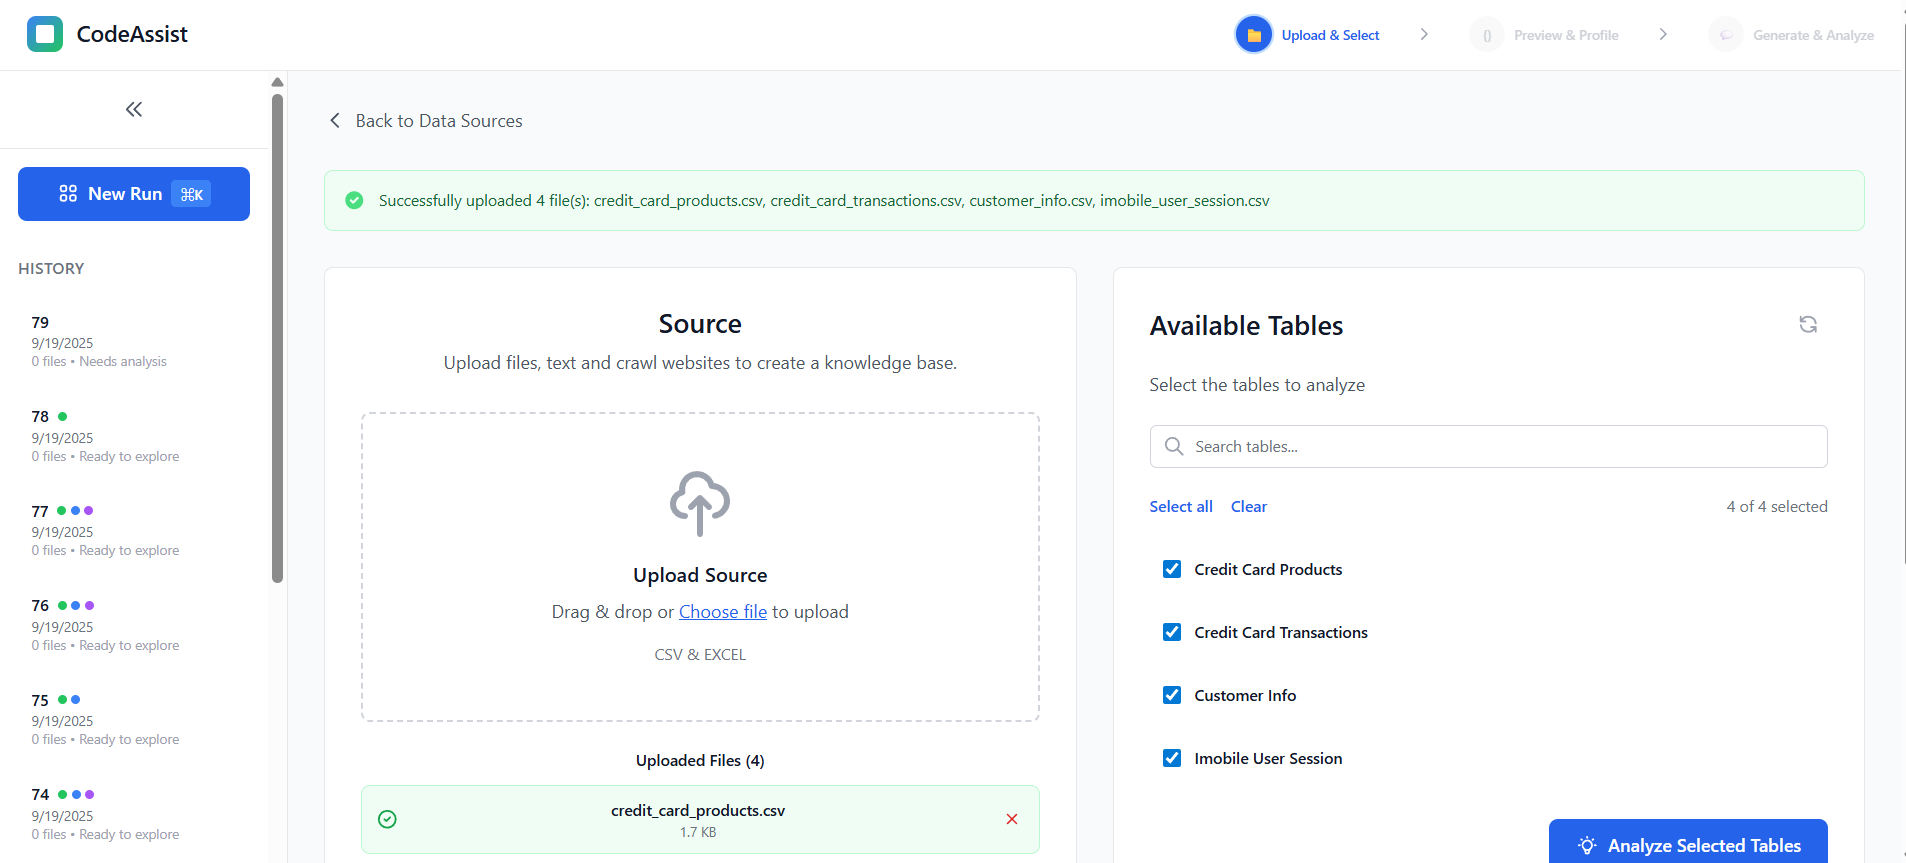 CodeAssist
Upload & Select
Preview & Profile
Generate & Analyze
New Run ⌘K
HISTORY
79
9/19/2025
0 files • Needs analysis
78
9/19/2025
0 files • Ready to explore
77
9/19/2025
0 files • Ready to explore
76
9/19/2025
0 files • Ready to explore
75
9/19/2025
0 files • Ready to explore
74
9/19/2025
0 files • Ready to explore
Back to Data Sources
Successfully uploaded 4 file(s): credit_card_products.csv, credit_card_transactions.csv, customer_info.csv, imobile_user_session.csv
Source
Upload files, text and crawl websites to create a knowledge base.
Upload Source
Drag & drop or Choose file to upload
CSV & EXCEL
Uploaded Files (4)
credit_card_products.csv
1.7 KB
Available Tables
Select the tables to analyze
Search tables...
Select all Clear 4 of 4 selected
Credit Card Products
Credit Card Transactions
Customer Info
Imobile User Session
Analyze Selected Tables